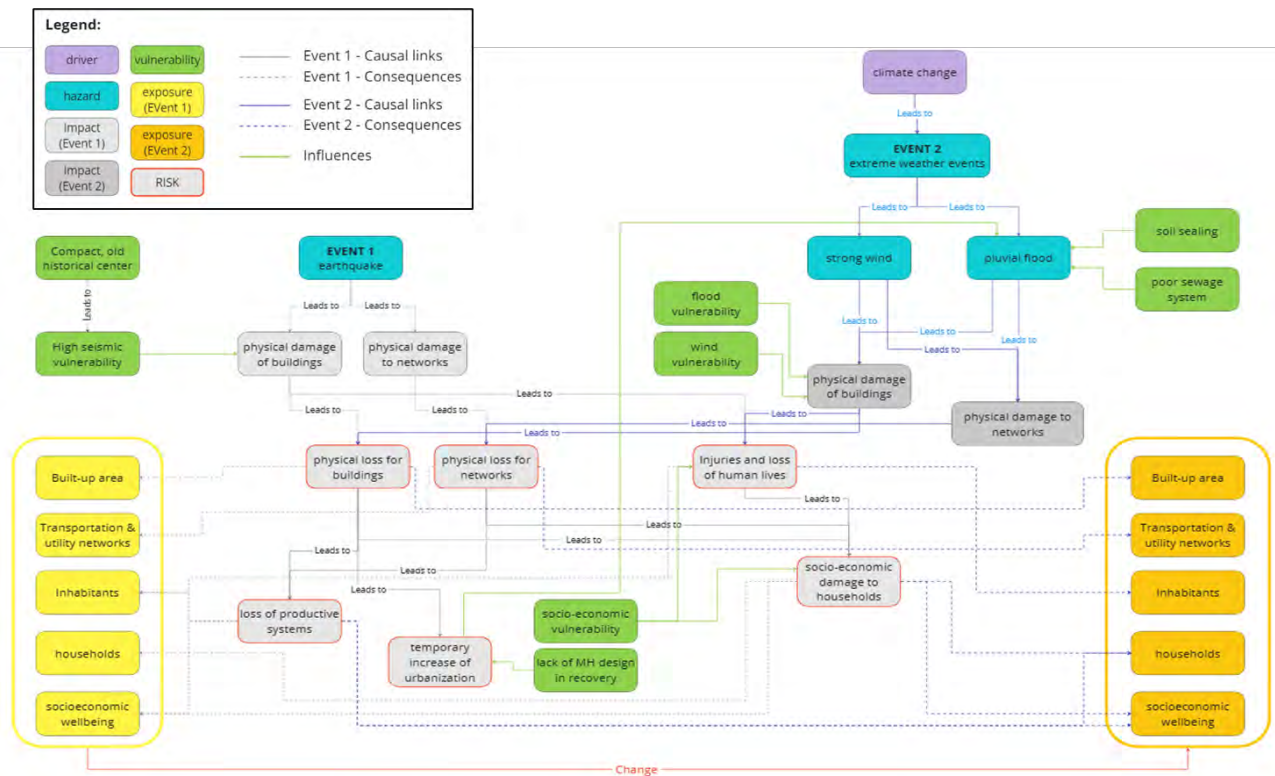 Legend:
driver
vulnerability
hazard
exposure
(EVent 1)
Impact
(Event 1)
exposure
(EVent 2)
Impact
(Event 2)
RISK
Event 1 - Causal links
Event 1 - Consequences
Event 2 - Causal links
Event 2 - Consequences
Influences
climate change
Leads to
EVENT 2
extreme weather events
Leads to
Leads to
Compact, old
historical center
EVENT 1
earthquake
strong wind
pluvial flood
soil sealing
poor sewage
system
Leads to
Leads to
Leads to
flood
vulnerability
Leads to
Leads to
Leads to
High seismic
vulnerability
physical damage
of buildings
physical damage
to networks
wind
vulnerability
physical damage
of buildings
physical damage to
networks
Leads to
Leads to
Leads to
Leads to
Leads to
Leads to
Built-up area
physical loss for
buildings
physical loss for
networks
Injuries and loss
of human lives
Built-up area
Leads to
Transportation &
utility networks
Leads to
Leads to
Leads to
Transportation &
utility networks
Leads to
Leads to
socio-economic
damage to
households
Inhabitants
Inhabitants
loss of productive
systems
socio-economic
vulnerability
households
temporary
increase of
urbanization
lack of MH design
in recovery
households
socioeconomic
wellbeing
socioeconomic
wellbeing
Change